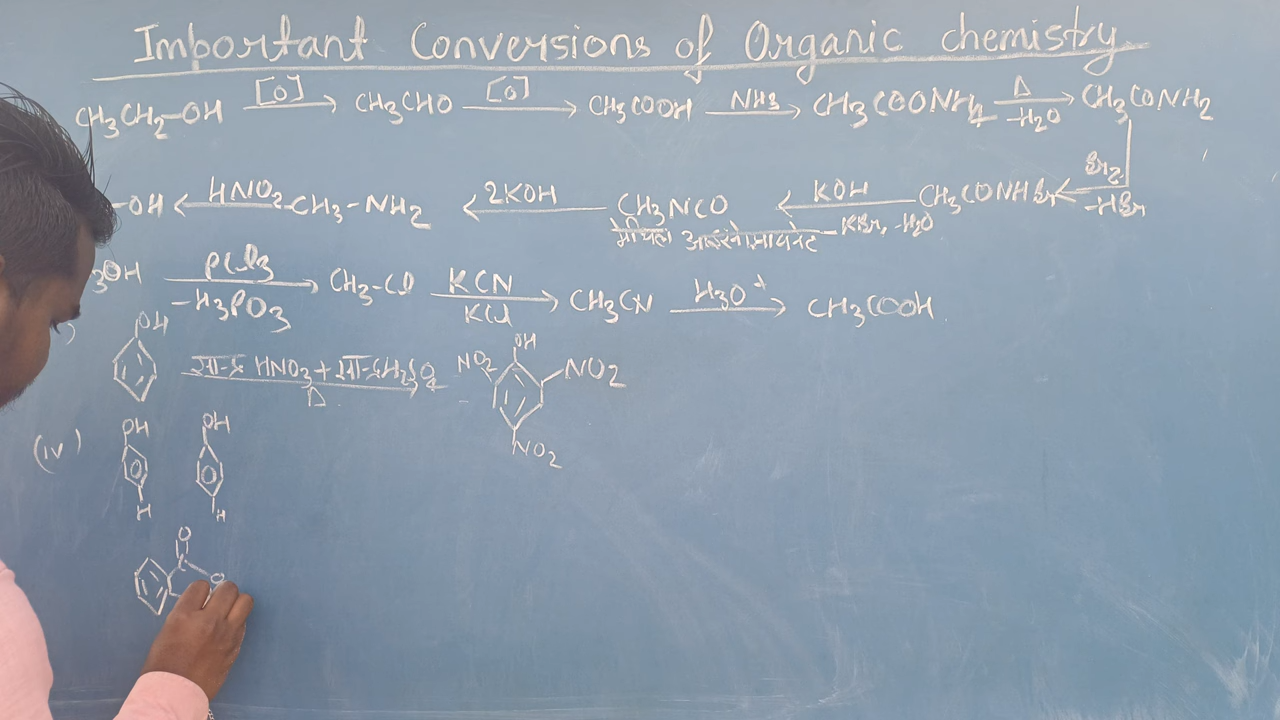 Important Conversions of Organic chemistry
CH3CH2-OH [O] → CH3CHO [O] → CH3COOH NH3 → CH3COONH4 Δ → -H2O CH3CONH2
Br2 -HBr
-OH ← HNO2 CH3-NH2 ← 2KOH CH3NCO ← KOH CH3CONHBr ←
मेथिल आइसोसायनेट KBr, -H2O
3OH PCl3 → -H3PO3 CH3-Cl KCN → KCl CH3CN H3O+ → CH3COOH
)
OH
सान्द्र HNO3 + सान्द्र H2SO4 → Δ
OH NO2 NO2 NO2
(iv) OH OH
H H
O
C
O